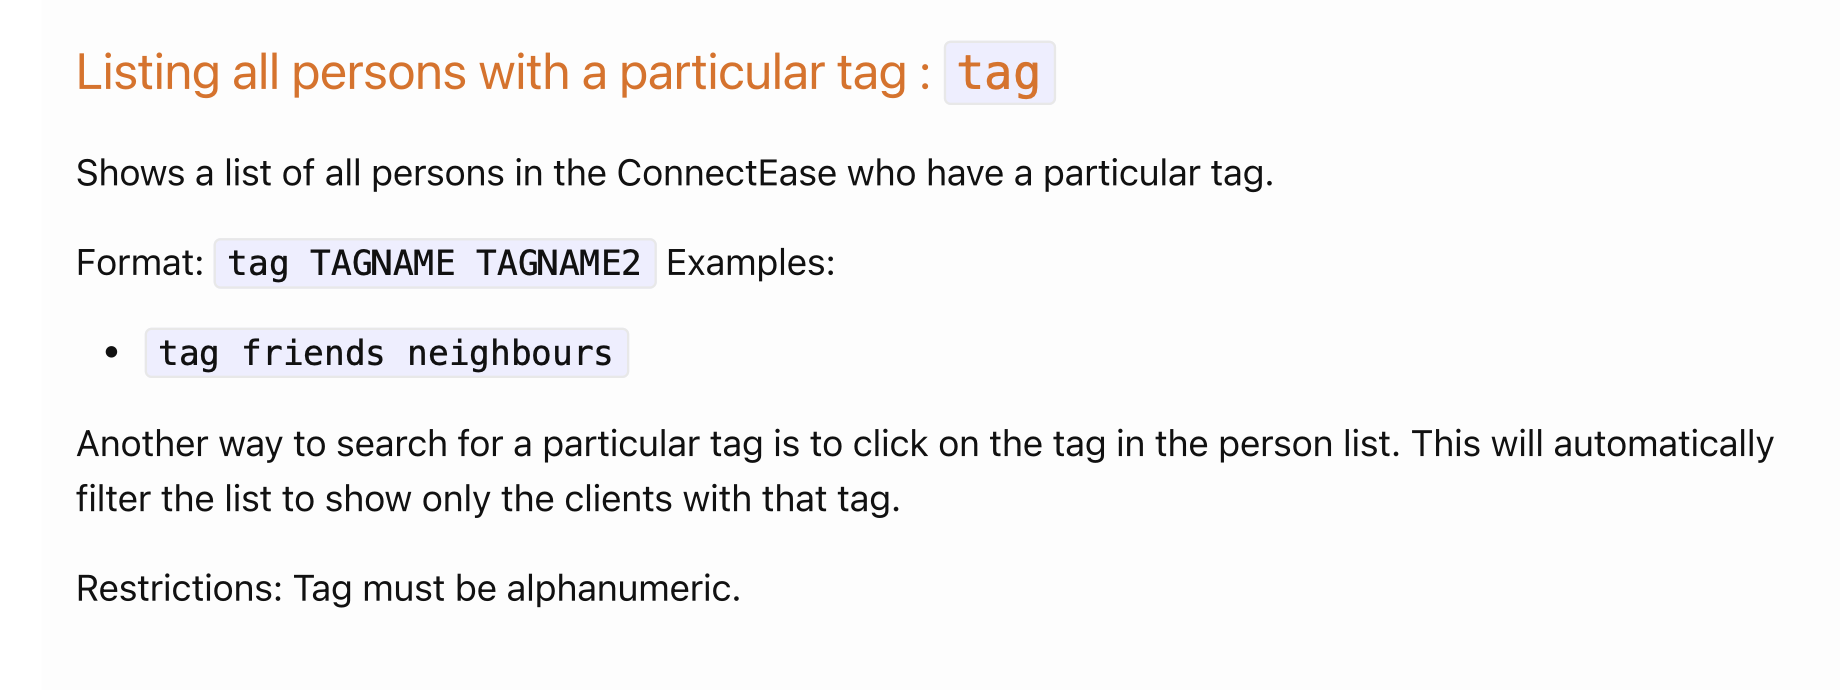 Listing all persons with a particular tag : tag
Shows a list of all persons in the ConnectEase who have a particular tag.
Format: tag TAGNAME TAGNAME2 Examples:
• tag friends neighbours
Another way to search for a particular tag is to click on the tag in the person list. This will automatically
filter the list to show only the clients with that tag.
Restrictions: Tag must be alphanumeric.